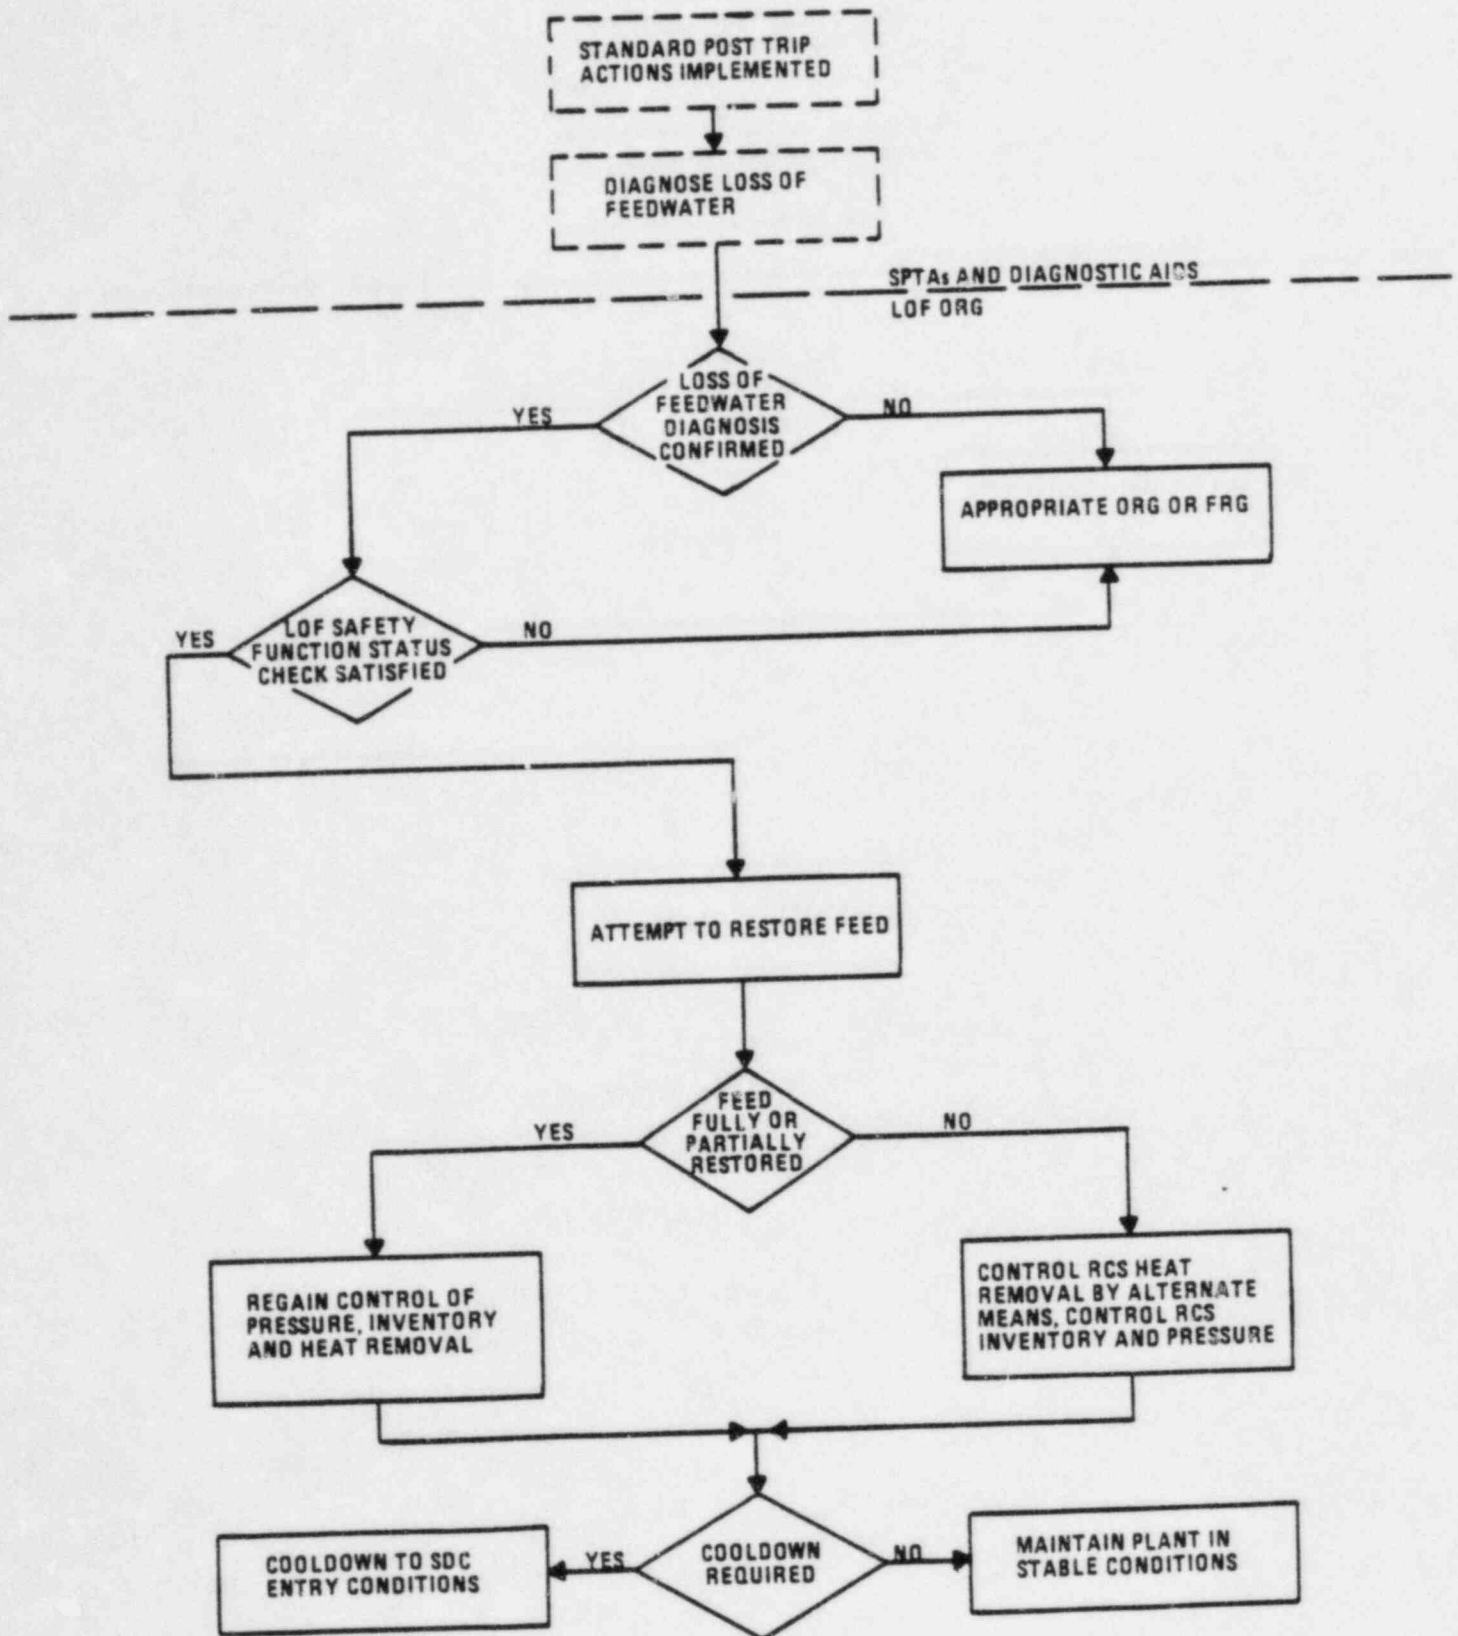 STANDARD POST TRIP
ACTIONS IMPLEMENTED
DIAGNOSE LOSS OF
FEEDWATER
SPTAs AND DIAGNOSTIC AIDS
LOF ORG
LOSS OF
FEEDWATER
DIAGNOSIS
CONFIRMED
YES
NO
APPROPRIATE ORG OR FRG
LOF SAFETY
FUNCTION STATUS
CHECK SATISFIED
YES
NO
ATTEMPT TO RESTORE FEED
FEED
FULLY OR
PARTIALLY
RESTORED
YES
NO
REGAIN CONTROL OF
PRESSURE, INVENTORY
AND HEAT REMOVAL
CONTROL RCS HEAT
REMOVAL BY ALTERNATE
MEANS, CONTROL RCS
INVENTORY AND PRESSURE
COOLDOWN TO SDC
ENTRY CONDITIONS
YES
COOLDOWN
REQUIRED
NO
MAINTAIN PLANT IN
STABLE CONDITIONS